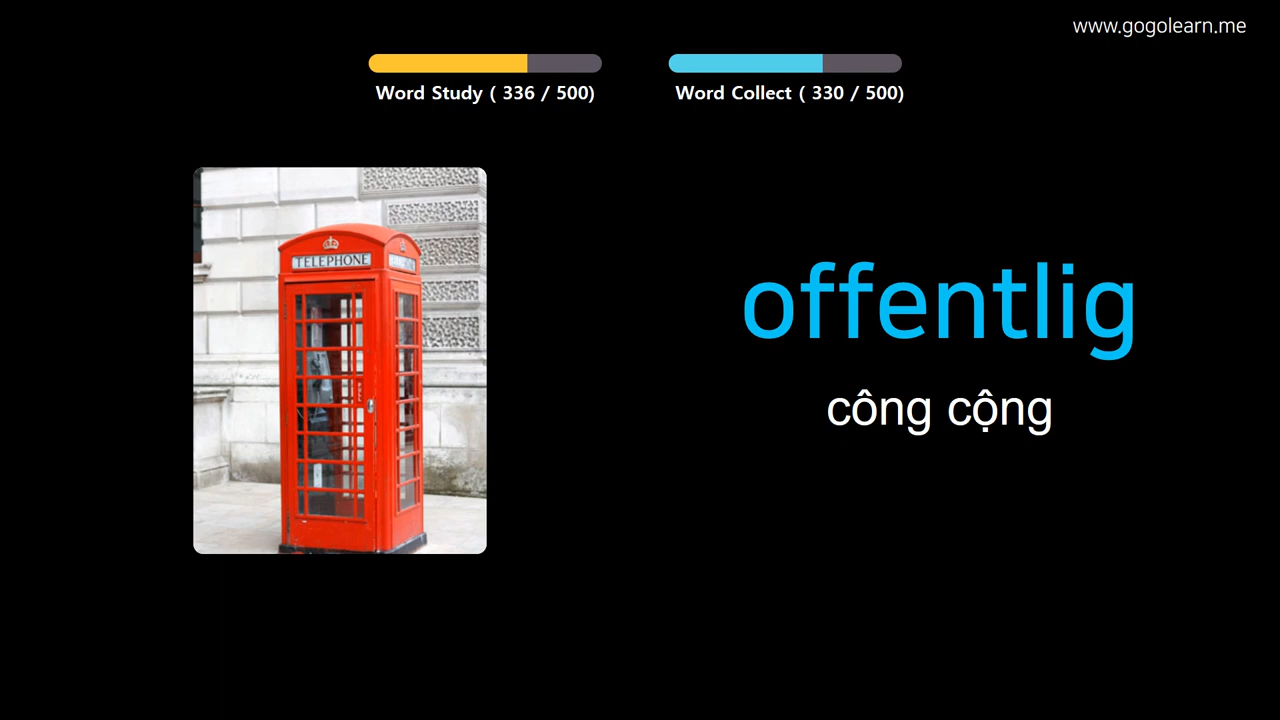 www.gogolearn.me
Word Study ( 336 / 500)
Word Collect ( 330 / 500)
TELEPHONE
offentlig
công cộng